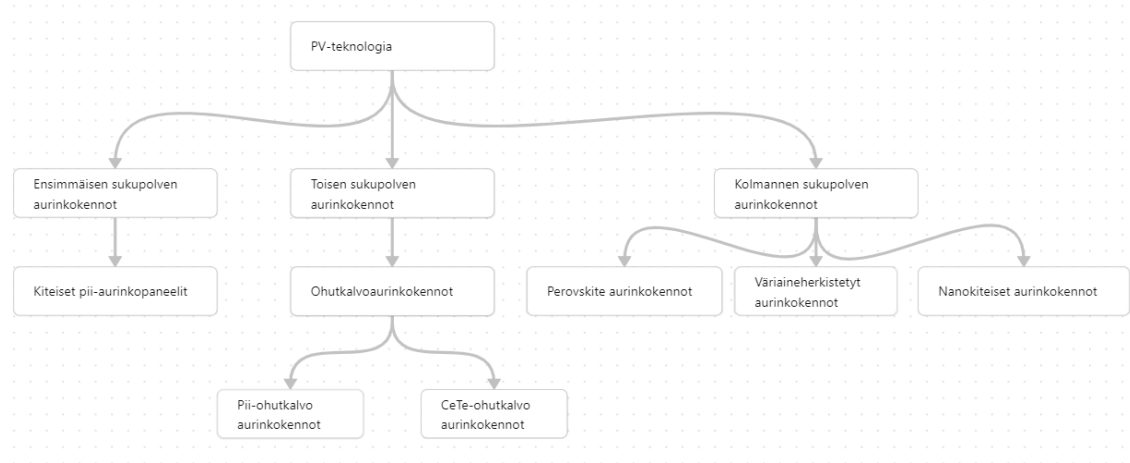 PV-teknologia
Ensimmäisen sukupolven
aurinkokennot
Toisen sukupolven
aurinkokennot
Kolmannen sukupolven
aurinkokennot
Kiteiset pii-aurinkopaneelit
Ohutkalvoaurinkokennot
Perovskite aurinkokennot
Väriaineherkistetyt
aurinkokennot
Nanokiteiset aurinkokennot
Pii-ohutkalvo
aurinkokennot
CeTe-ohutkalvo
aurinkokennot